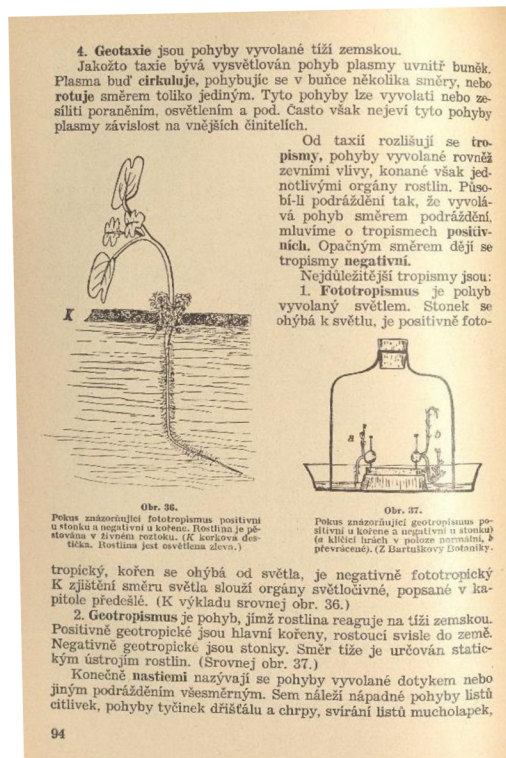 4. Geotaxie jsou pohyby vyvolané tíží zemskou.
Jakožto taxie bývá vysvětlován pohyb plasmy uvnitř buněk.
Plasma buď cirkuluje, pohybujíc se v buňce několika směry, nebo
rotuje směrem toliko jediným. Tyto pohyby lze vyvolati nebo ze-
síliti poraněním, osvětlením a pod. Často však nejeví tyto pohyby
plasmy závislost na vnějších činitelích.
Od taxií rozlišují se tro-
pismy, pohyby vyvolané rovněž
zevními vlivy, konané však jed-
notlivými orgány rostlin. Půso-
bí-li podráždění tak, že vyvolá-
vá pohyb směrem podráždění,
mluvíme o tropismech positiv-
ních. Opačným směrem dějí se
tropismy negativní.
Nejdůležitější tropismy jsou:
1. Fototropismus je pohyb
vyvolaný světlem. Stonek se
ohýbá k světlu, je positivně foto-
K
a
b
Obr. 36.
Pokus znázorňující fototropismus positivní
u stonku a negativní u kořene. Rostlina je pě-
stována v živném roztoku. (K korková des-
tička. Rostlina jest osvětlena zleva.)
Obr. 37.
Pokus znázorňující geotropismus po-
sitivní u kořene a negativní u stonku)
(a klíčící hrách v poloze normální, b
převrácené). (Z Bartuškovy Botaniky.
tropický, kořen se ohýbá od světla, je negativně fototropický
K zjištění směru světla slouží orgány světločivné, popsané v ka-
pitole předešlé. (K výkladu srovnej obr. 36.)
2. Geotropismus je pohyb, jímž rostlina reaguje na tíži zemskou.
Positivně geotropické jsou hlavní kořeny, rostoucí svisle do země.
Negativně geotropické jsou stonky. Směr tíže je určován static-
kým ústrojím rostlin. (Srovnej obr. 37.)
Konečně nastiemi nazývají se pohyby vyvolané dotykem nebo
jiným podrážděním všesměrným. Sem náleží nápadné pohyby listů
citlivek, pohyby tyčinek dřišťálu a chrpy, svírání listů mucholapek,
94